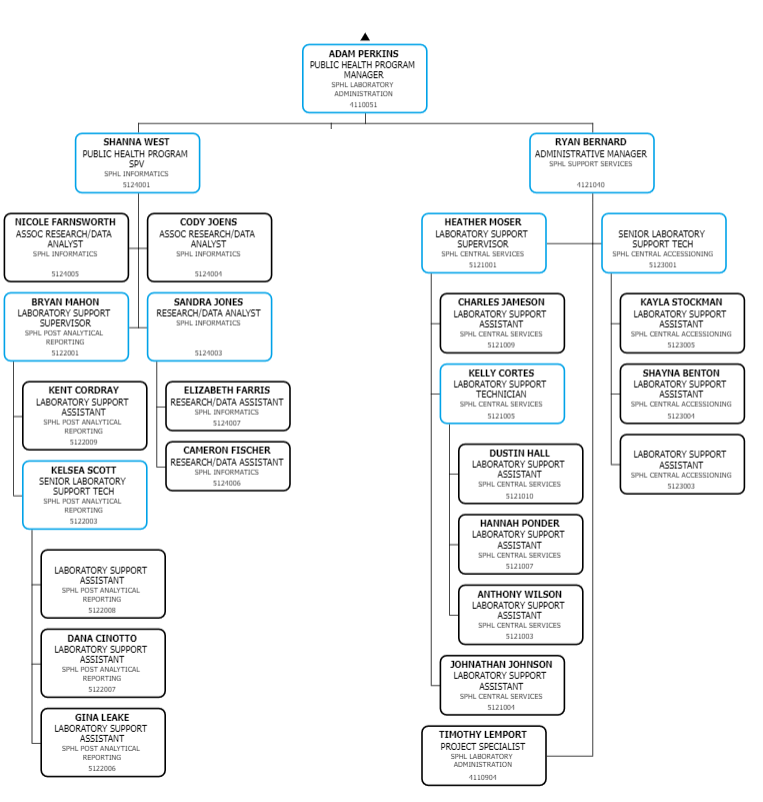 ADAM PERKINS
PUBLIC HEALTH PROGRAM
MANAGER
SPHL LABORATORY
ADMINISTRATION
4110051
SHANNA WEST
PUBLIC HEALTH PROGRAM
SPV
SPHL INFORMATICS
5124001
RYAN BERNARD
ADMINISTRATIVE MANAGER
SPHL SUPPORT SERVICES
4121040
NICOLE FARNSWORTH
ASSOC RESEARCH/DATA
ANALYST
SPHL INFORMATICS
5124005
CODY JOENS
ASSOC RESEARCH/DATA
ANALYST
SPHL INFORMATICS
5124004
BRYAN MAHON
LABORATORY SUPPORT
SUPERVISOR
SPHL POST ANALYTICAL
REPORTING
5122001
SANDRA JONES
RESEARCH/DATA ANALYST
SPHL INFORMATICS
5124003
KENT CORDRAY
LABORATORY SUPPORT
ASSISTANT
SPHL POST ANALYTICAL
REPORTING
5122009
ELIZABETH FARRIS
RESEARCH/DATA ASSISTANT
SPHL INFORMATICS
5124007
CAMERON FISCHER
RESEARCH/DATA ASSISTANT
SPHL INFORMATICS
5124006
KELSEA SCOTT
SENIOR LABORATORY
SUPPORT TECH
SPHL POST ANALYTICAL
REPORTING
5122003
LABORATORY SUPPORT
ASSISTANT
SPHL POST ANALYTICAL
REPORTING
5122008
DANA CINOTTO
LABORATORY SUPPORT
ASSISTANT
SPHL POST ANALYTICAL
REPORTING
5122007
GINA LEAKE
LABORATORY SUPPORT
ASSISTANT
SPHL POST ANALYTICAL
REPORTING
5122006
HEATHER MOSER
LABORATORY SUPPORT
SUPERVISOR
SPHL CENTRAL SERVICES
5121001
SENIOR LABORATORY
SUPPORT TECH
SPHL CENTRAL ACCESSIONING
5123001
CHARLES JAMESON
LABORATORY SUPPORT
ASSISTANT
SPHL CENTRAL SERVICES
5121009
KELLY CORTES
LABORATORY SUPPORT
TECHNICIAN
SPHL CENTRAL SERVICES
5121005
DUSTIN HALL
LABORATORY SUPPORT
ASSISTANT
SPHL CENTRAL SERVICES
5121010
HANNAH PONDER
LABORATORY SUPPORT
ASSISTANT
SPHL CENTRAL SERVICES
5121007
ANTHONY WILSON
LABORATORY SUPPORT
ASSISTANT
SPHL CENTRAL SERVICES
5121003
JOHNATHAN JOHNSON
LABORATORY SUPPORT
ASSISTANT
SPHL CENTRAL SERVICES
5121004
TIMOTHY LEMPORT
PROJECT SPECIALIST
SPHL LABORATORY
ADMINISTRATION
4110904
KAYLA STOCKMAN
LABORATORY SUPPORT
ASSISTANT
SPHL CENTRAL ACCESSIONING
5123005
SHAYNA BENTON
LABORATORY SUPPORT
ASSISTANT
SPHL CENTRAL ACCESSIONING
5123004
LABORATORY SUPPORT
ASSISTANT
SPHL CENTRAL ACCESSIONING
5123003